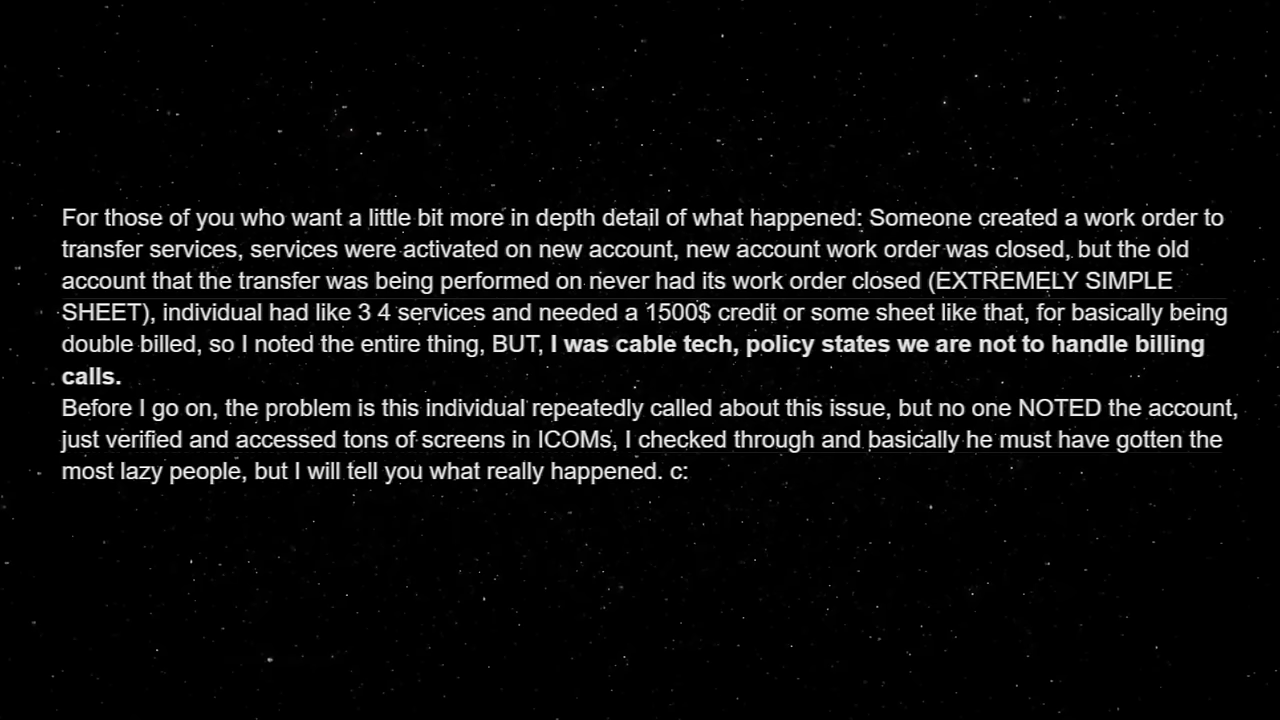 For those of you who want a little bit more in depth detail of what happened: Someone created a work order to
transfer services, services were activated on new account, new account work order was closed, but the old
account that the transfer was being performed on never had its work order closed (EXTREMELY SIMPLE
SHEET), individual had like 3 4 services and needed a 1500$ credit or some sheet like that, for basically being
double billed, so I noted the entire thing, BUT, I was cable tech, policy states we are not to handle billing
calls.
Before I go on, the problem is this individual repeatedly called about this issue, but no one NOTED the account,
just verified and accessed tons of screens in ICOMs, I checked through and basically he must have gotten the
most lazy people, but I will tell you what really happened. c: